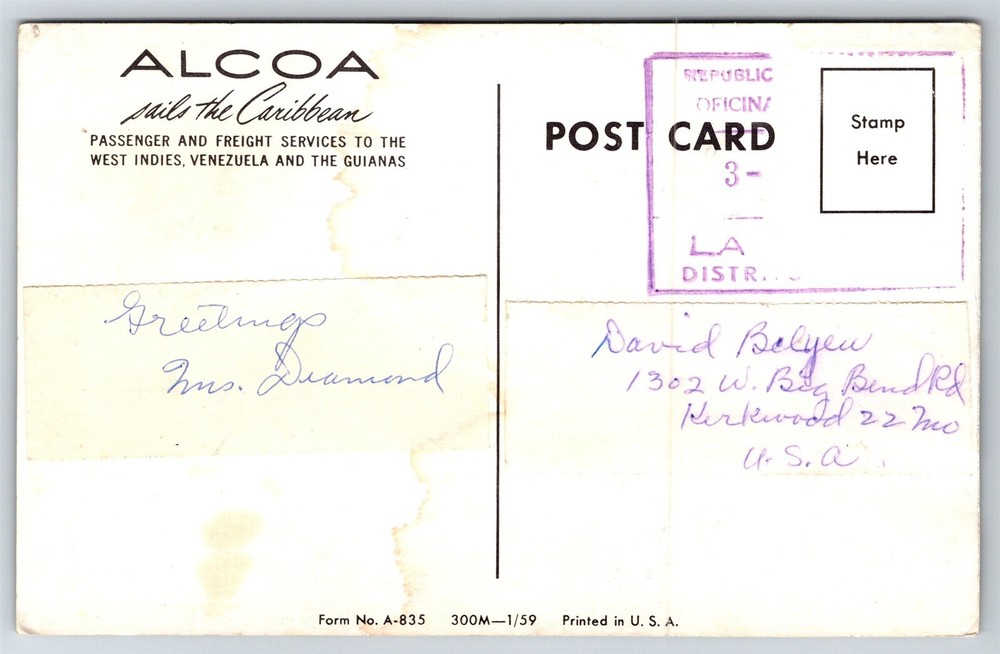 ALCOA
sails the Caribbean
PASSENGER AND FREIGHT SERVICES TO THE
WEST INDIES, VENEZUELA AND THE GUIANAS
POST CARD
REPUBLIC
OFICIN
3-
LA
DISTR.
Stamp
Here
Greetings
Mrs. Diamond
David Belyew
1302 W. Big Bend Rd
Kirkwood 22 Mo
U.S.A.
Form No. A-835 300M—1/59 Printed in U. S. A.